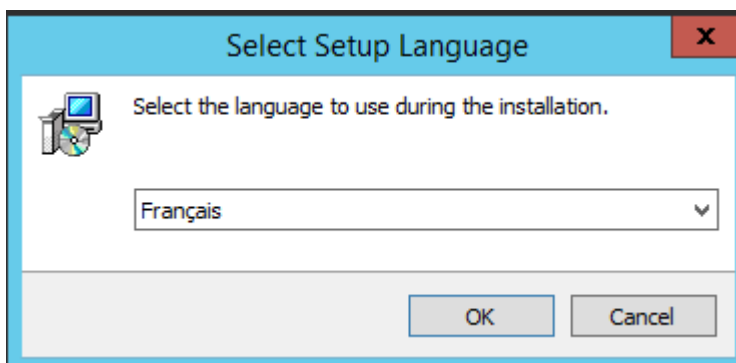 Select Setup Language
Select the language to use during the installation.
Français
OK
Cancel